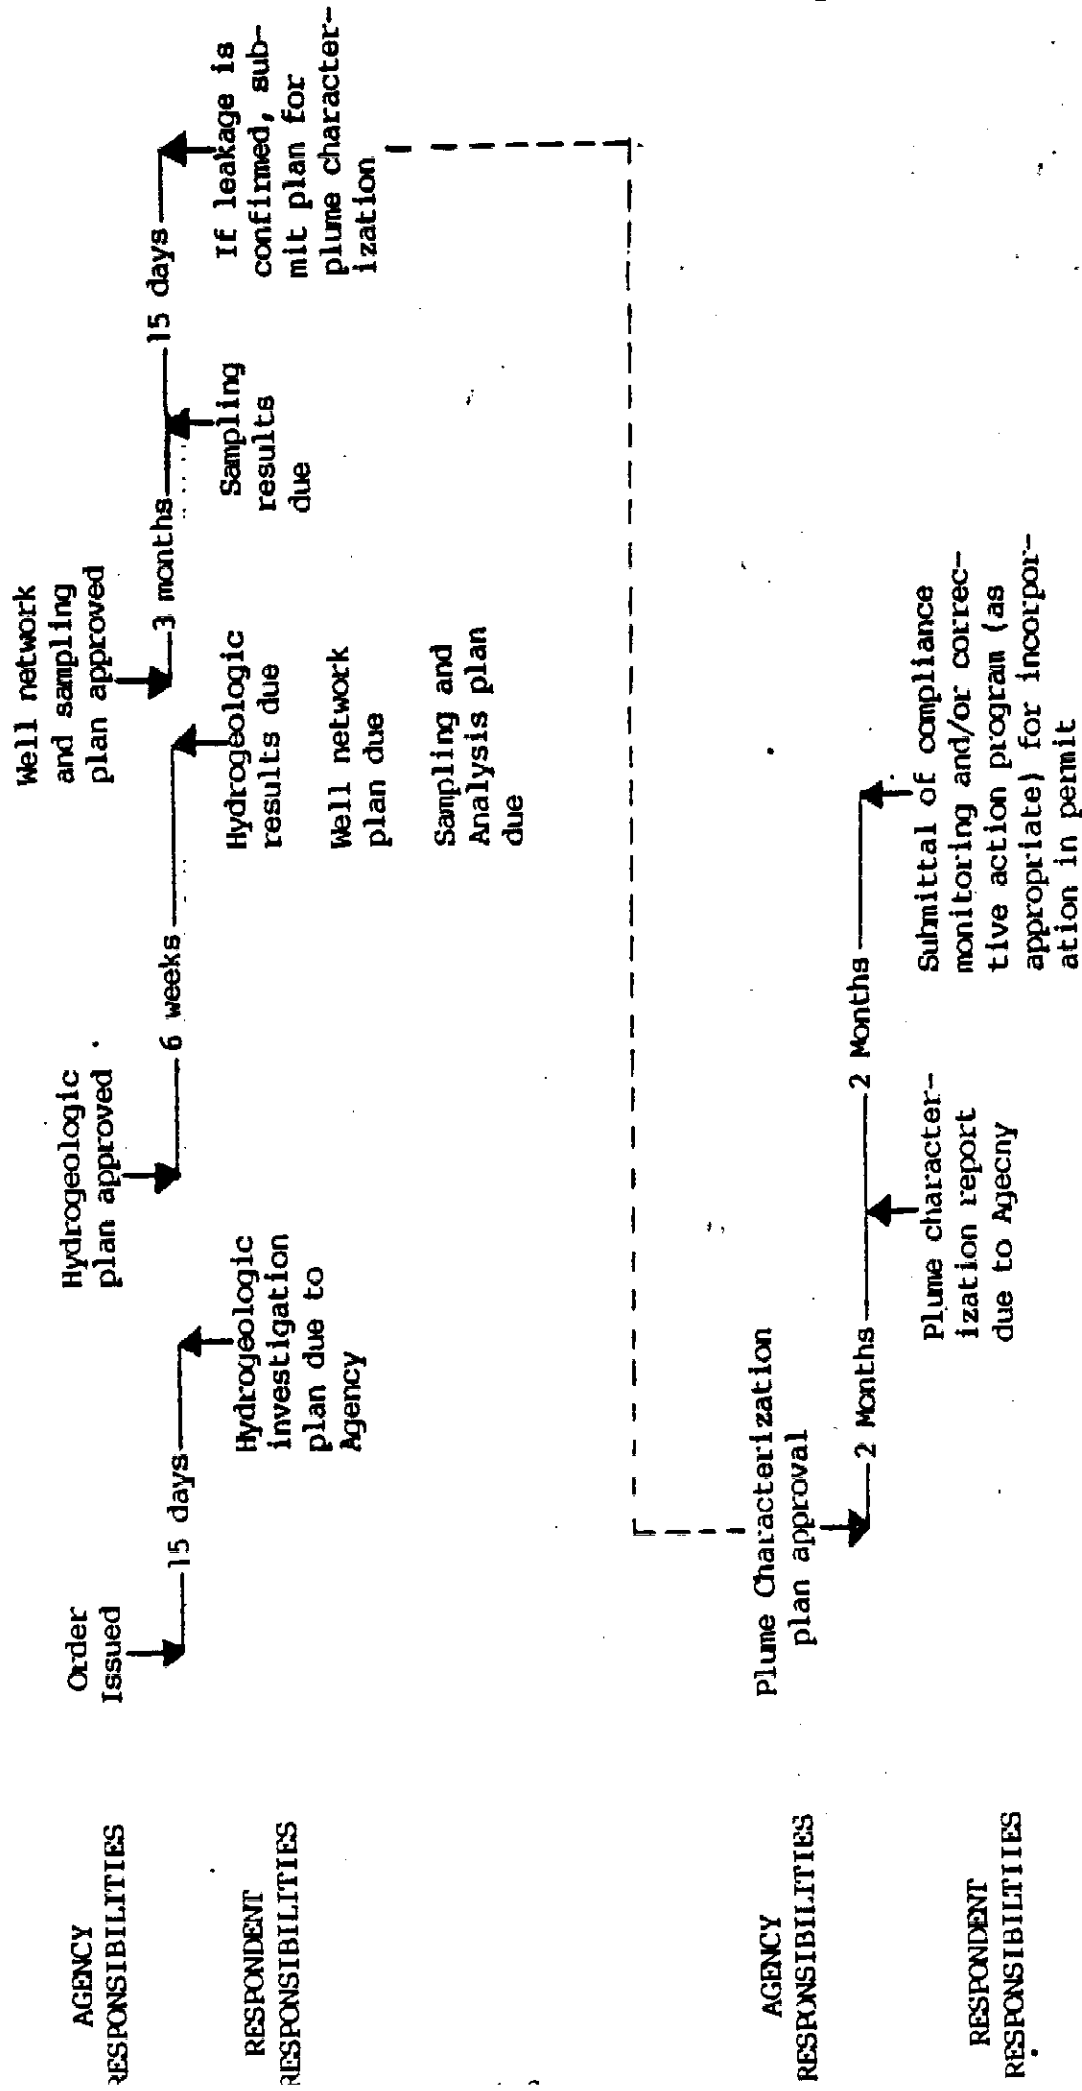 AGENCY
RESPONSIBILITIES
Order
Issued
Hydrogeologic
plan approved
Well network
and sampling
plan approved
15 days
6 weeks
3 months
15 days
RESPONDENT
RESPONSIBILITIES
Hydrogeologic
investigation
plan due to
Agency
Hydrogeologic
results due
Well network
plan due
Sampling and
Analysis plan
due
Sampling
results
due
If leakage is
confirmed, sub-
mit plan for
plume character-
ization
AGENCY
RESPONSIBILITIES
Plume Characterization
plan approval
2 Months
2 Months
RESPONDENT
RESPONSIBILTIIES
Plume character-
ization report
due to Agecny
Submittal of compliance
monitoring and/or correc-
tive action program (as
appropriate) for incorpor-
ation in permit